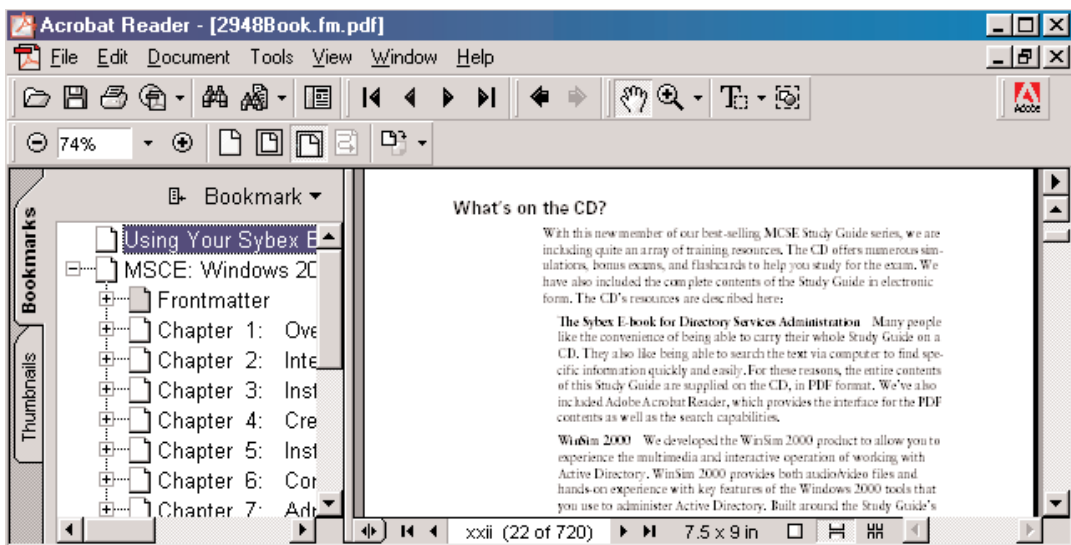 Acrobat Reader - [2948Book.fm.pdf]
File Edit Document Tools View Window Help
Adobe
74%
Bookmarks
Thumbnails
Bookmark
Using Your Sybex E
MSCE: Windows 20
Frontmatter
Chapter 1: Ove
Chapter 2: Inte
Chapter 3: Inst
Chapter 4: Cre
Chapter 5: Inst
Chapter 6: Cor
Chapter 7: Adr
What's on the CD?
With this new member of our best-selling MCSE Study Guide series, we are
including quite an array of training resources. The CD offers numerous sim-
ulations, bonus exams, and flashcards to help you study for the exam. We
have also included the complete contents of the Study Guide in electronic
form. The CD's resources are described here:
The Sybex E-book for Directory Services Administration Many people
like the convenience of being able to carry their whole Study Guide on a
CD. They also like being able to search the text via computer to find spe-
cific information quickly and easily. For these reasons, the entire contents
of this Study Guide are supplied on the CD, in PDF format. We've also
included Adobe Acrobat Reader, which provides the interface for the PDF
contents as well as the search capabilities.
WinSim 2000 We developed the WinSim 2000 product to allow you to
experience the multimedia and interactive operation of working with
Active Directory. WinSim 2000 provides both audio/video files and
hands-on experience with key features of the Windows 2000 tools that
you use to administer Active Directory. Built around the Study Guide's
xxii (22 of 720) 7.5 x 9 in